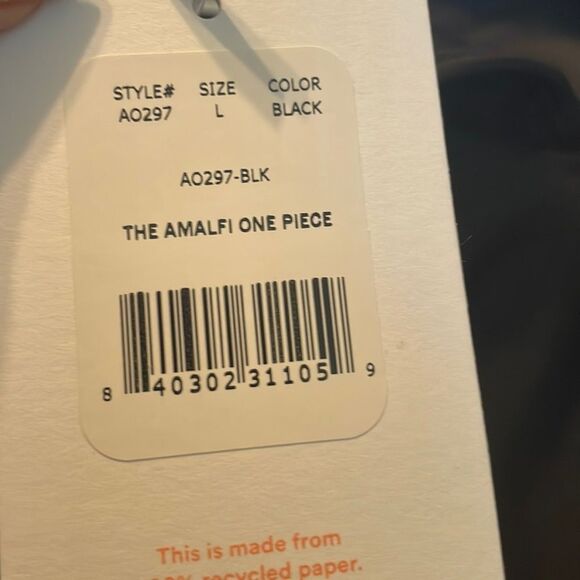 STYLE# SIZE COLOR
AO297 L BLACK
AO297-BLK
THE AMALFI ONE PIECE
8 40302 31105 9
This is made from
% recycled paper.